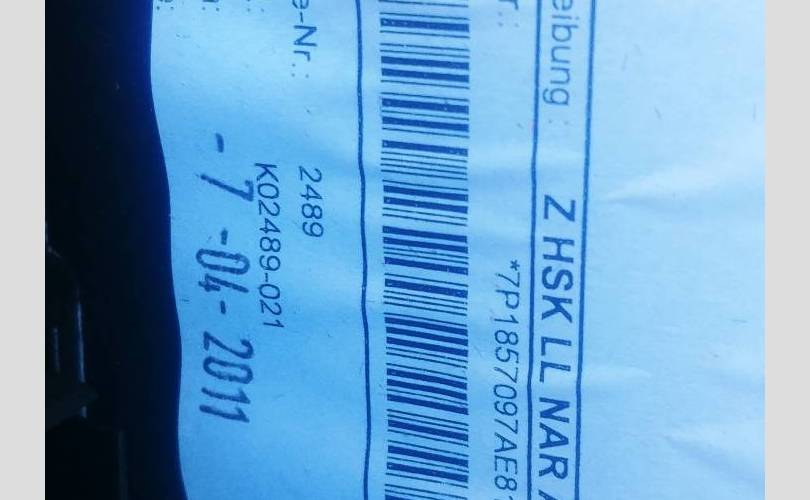 eibung : Z HSK LL NAR
r.: *7P1857097AE8
e-Nr.: 2489
K02489-021
- 7 -04- 2011